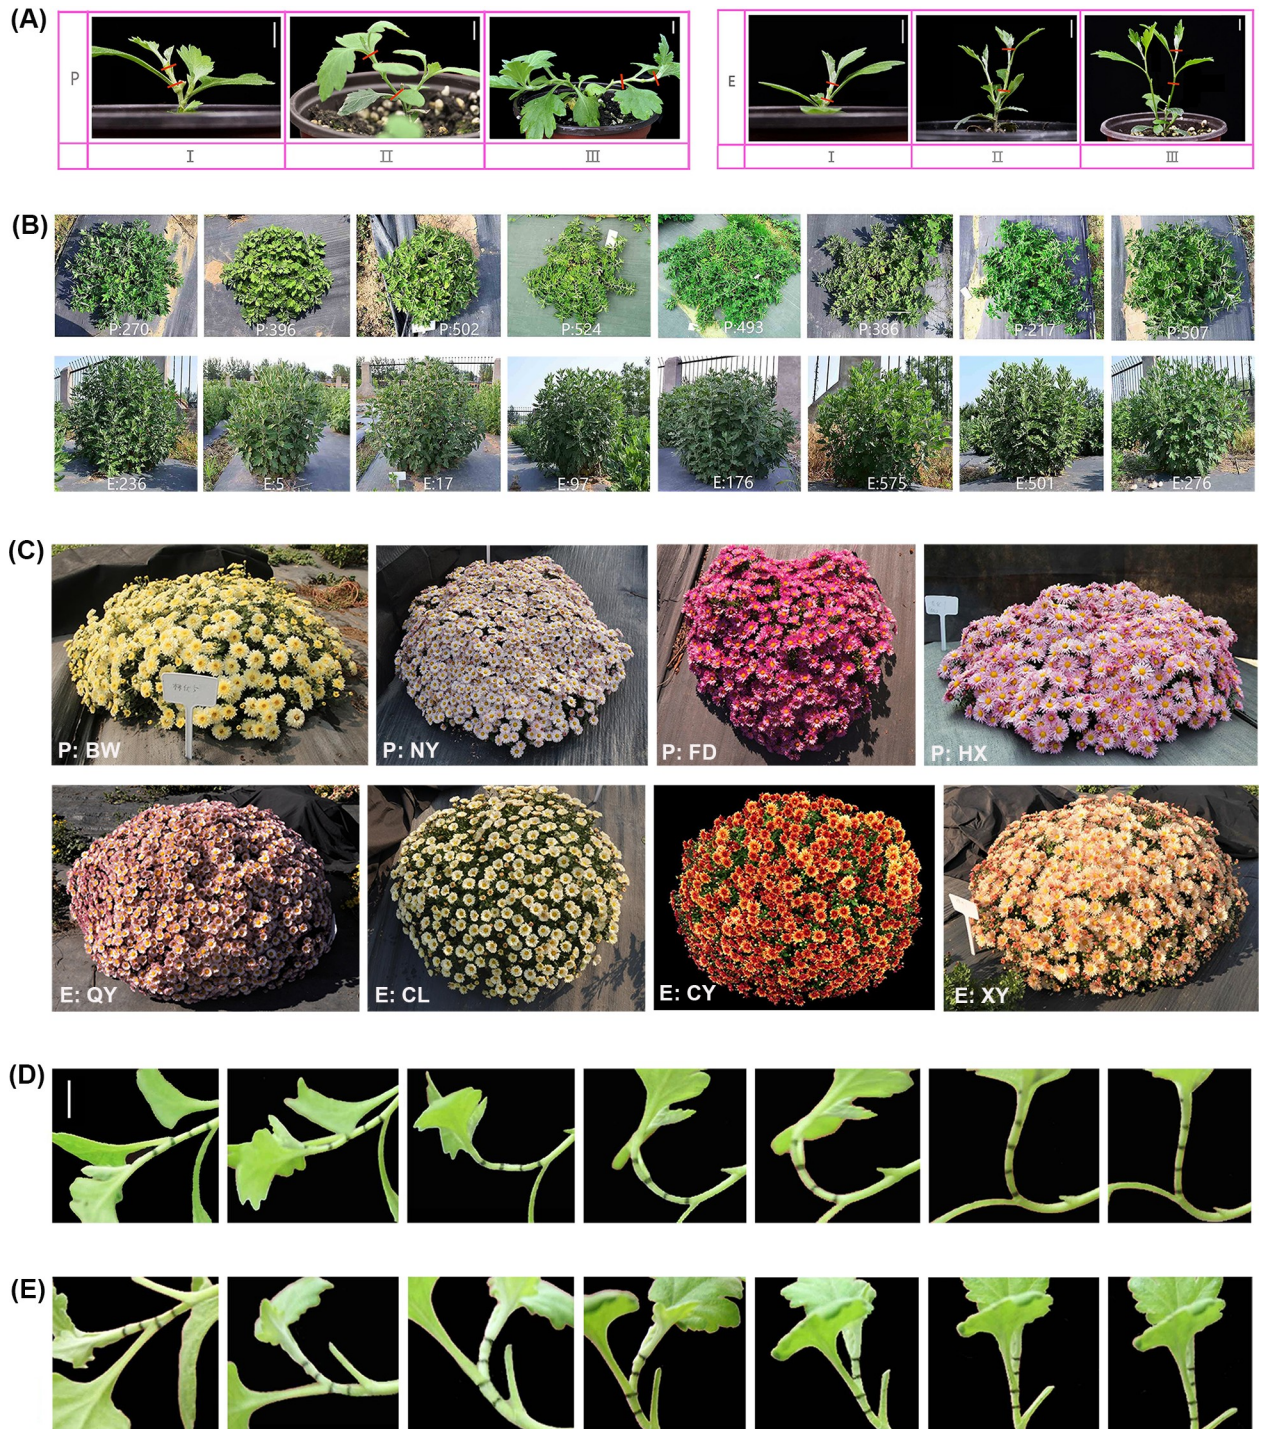 (A)
P
I II III
E
I II III
(B)
P:270 P:396 P:502 P:524 P:493 P:386 P:217 P:507
E:236 E:5 E:17 E:97 E:176 E:575 E:501 E:276
(C)
P: BW P: NY P: FD P: HX
E: QY E: CL E: CY E: XY
(D)
(E)